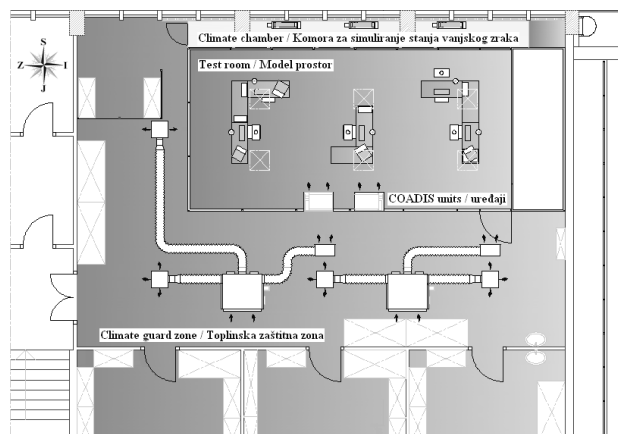 Climate chamber / Komora za simuliranje stanja vanjskog zraka
S
Z I
J
Test room / Model prostor
COADIS units / uređaji
Climate guard zone / Toplinska zaštitna zona